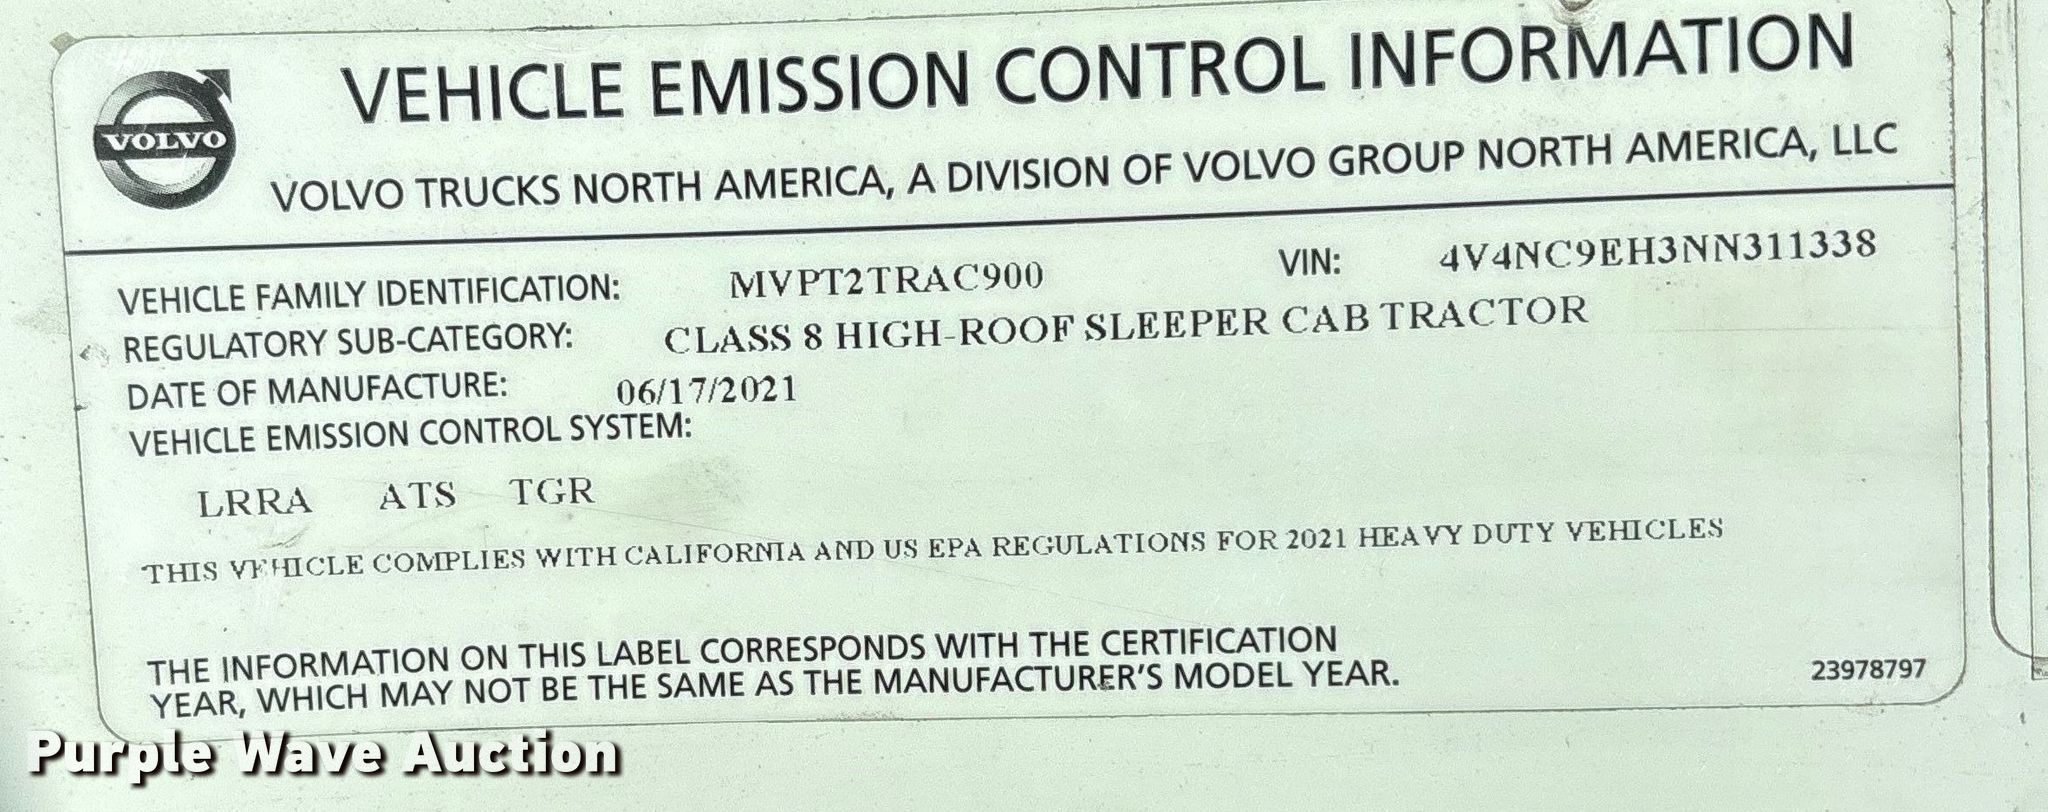 VEHICLE EMISSION CONTROL INFORMATION
VOLVO
VOLVO TRUCKS NORTH AMERICA, A DIVISION OF VOLVO GROUP NORTH AMERICA, LLC
VEHICLE FAMILY IDENTIFICATION: MVPT2TRAC900 VIN: 4V4NC9EH3NN311338
REGULATORY SUB-CATEGORY: CLASS 8 HIGH-ROOF SLEEPER CAB TRACTOR
DATE OF MANUFACTURE: 06/17/2021
VEHICLE EMISSION CONTROL SYSTEM:
LRRA ATS TGR
THIS VEHICLE COMPLIES WITH CALIFORNIA AND US EPA REGULATIONS FOR 2021 HEAVY DUTY VEHICLES
THE INFORMATION ON THIS LABEL CORRESPONDS WITH THE CERTIFICATION
YEAR, WHICH MAY NOT BE THE SAME AS THE MANUFACTURER'S MODEL YEAR.
23978797
Purple Wave Auction